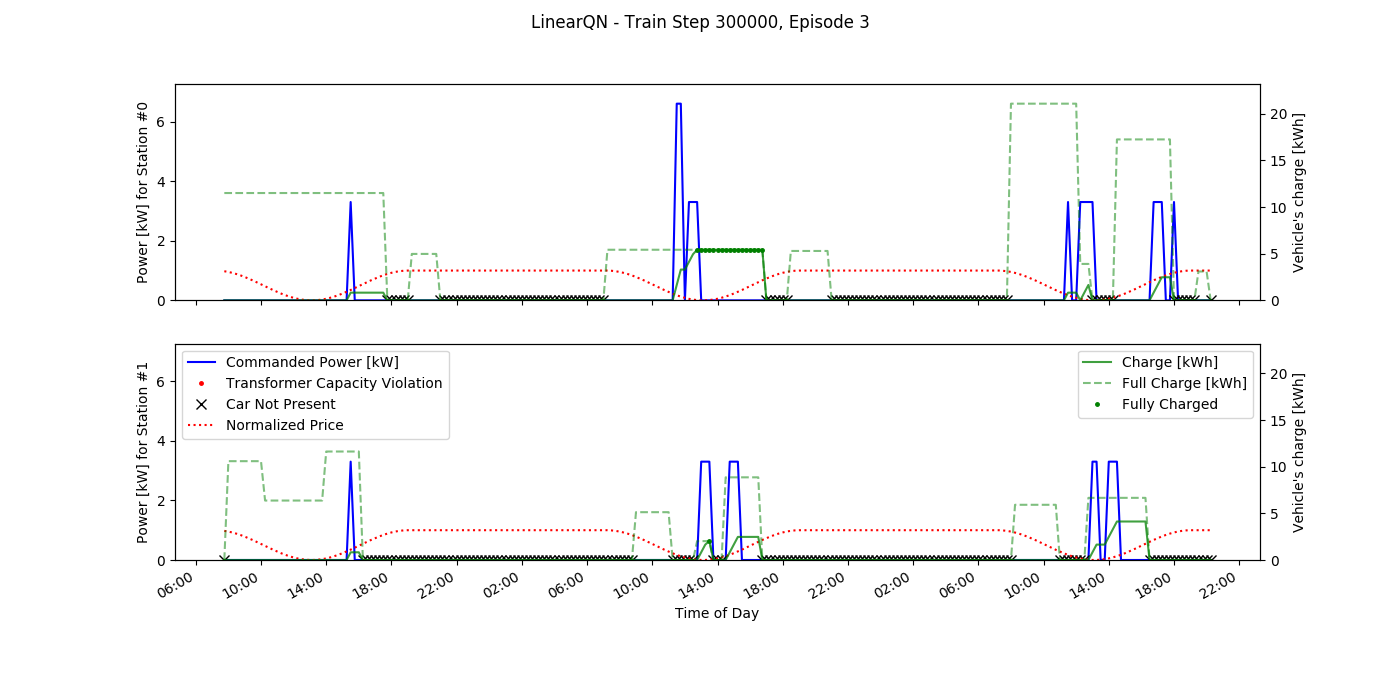 LinearQN - Train Step 300000, Episode 3
Power [kW] for Station #0
6
4
2
0
20
15
10
5
0
Vehicle's charge [kWh]
Power [kW] for Station #1
6
4
2
0
Commanded Power [kW]
Transformer Capacity Violation
Car Not Present
Normalized Price
Charge [kWh]
Full Charge [kWh]
Fully Charged
20
15
10
5
0
Vehicle's charge [kWh]
06:00 10:00 14:00 18:00 22:00 02:00 06:00 10:00 14:00 18:00 22:00 02:00 06:00 10:00 14:00 18:00 22:00
Time of Day